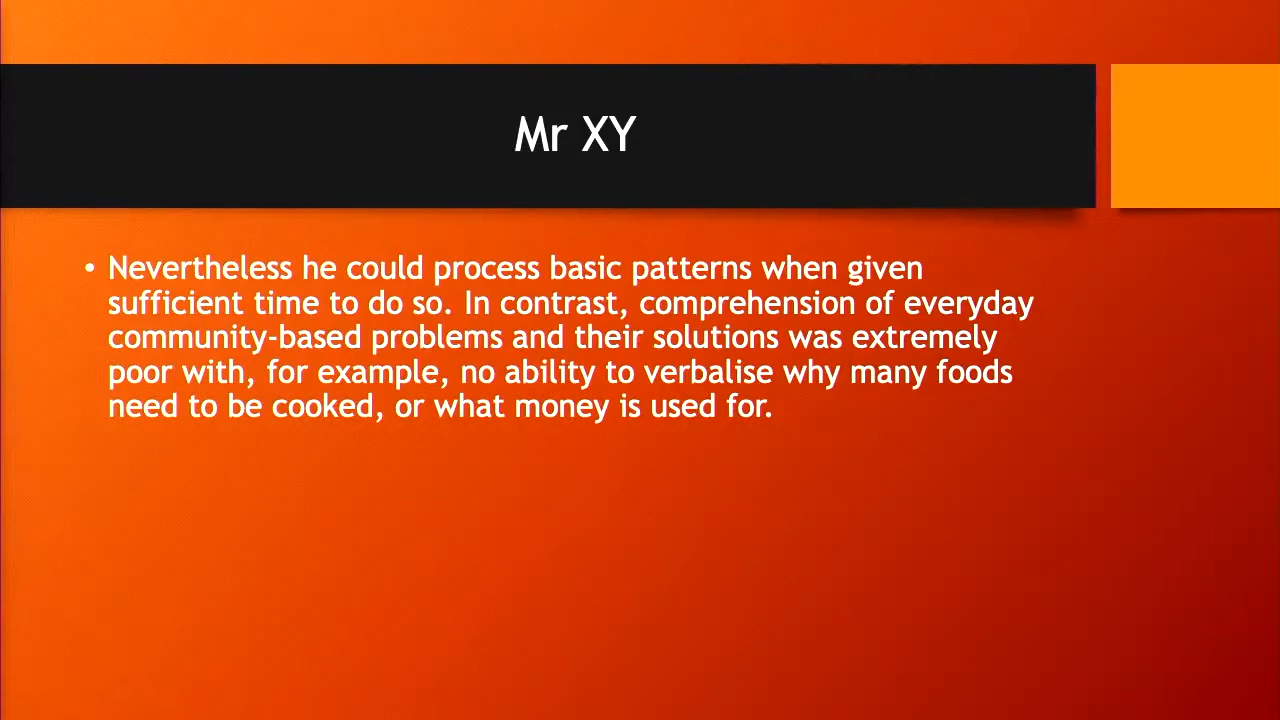 Mr XY
• Nevertheless he could process basic patterns when given
sufficient time to do so. In contrast, comprehension of everyday
community-based problems and their solutions was extremely
poor with, for example, no ability to verbalise why many foods
need to be cooked, or what money is used for.